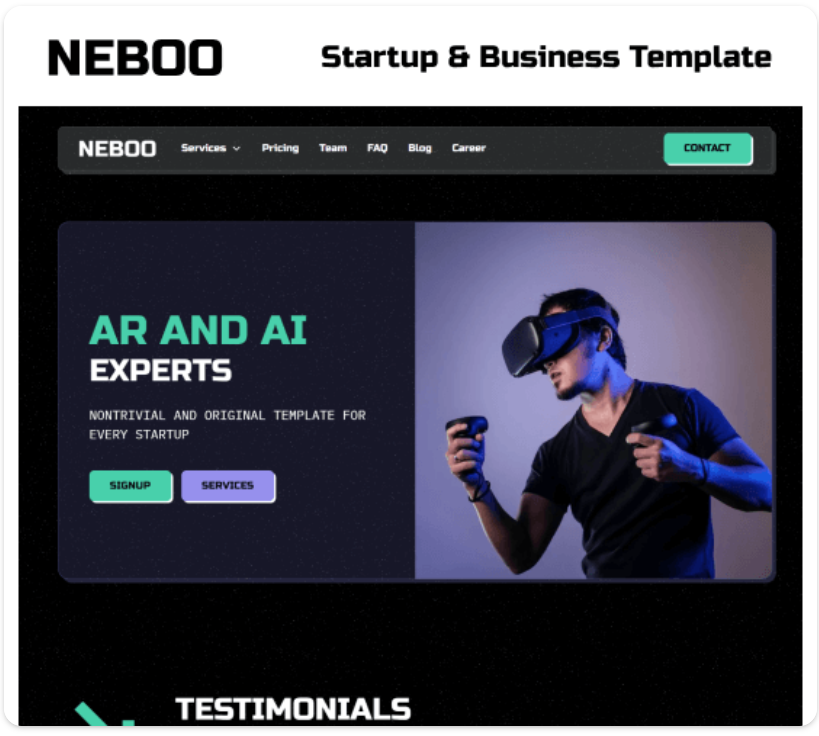 NEBOO
Startup & Business Template
NEBOO Services Pricing Team FAQ Blog Career CONTACT
AR AND AI
EXPERTS
NONTRIVIAL AND ORIGINAL TEMPLATE FOR
EVERY STARTUP
SIGNUP SERVICES
TESTIMONIALS